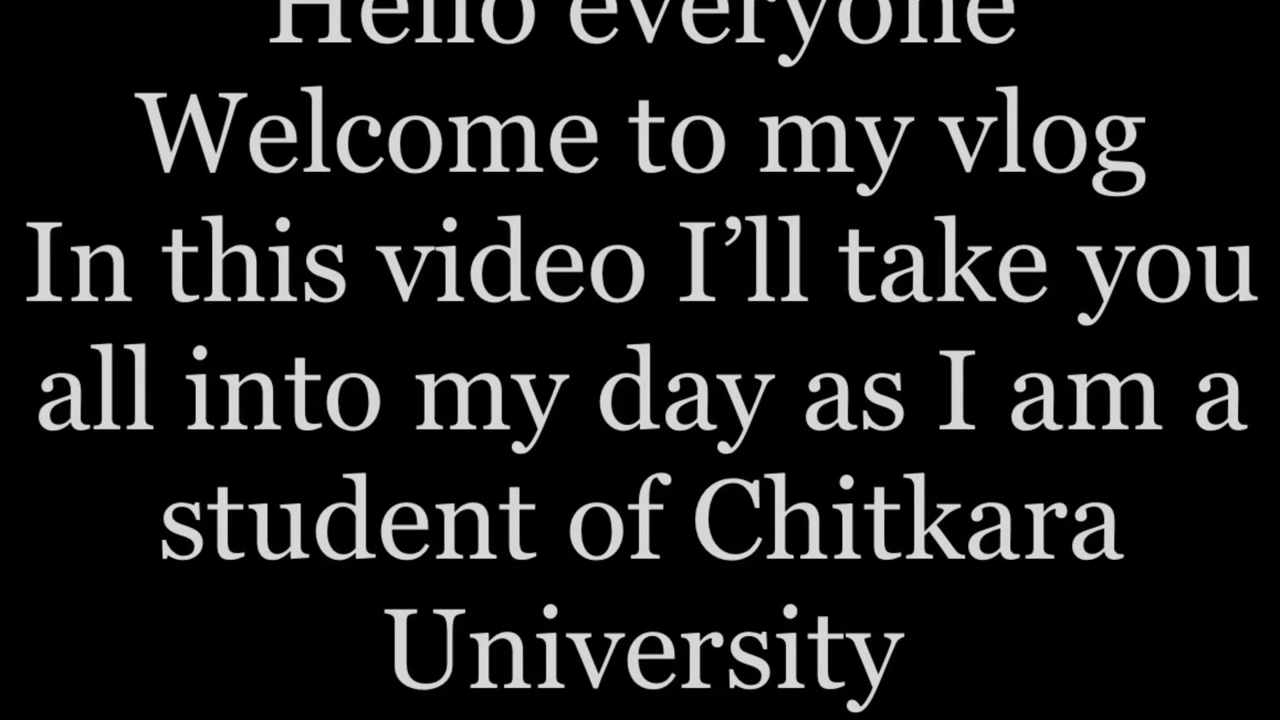 Hello everyone
Welcome to my vlog
In this video I’ll take you
all into my day as I am a
student of Chitkara
University